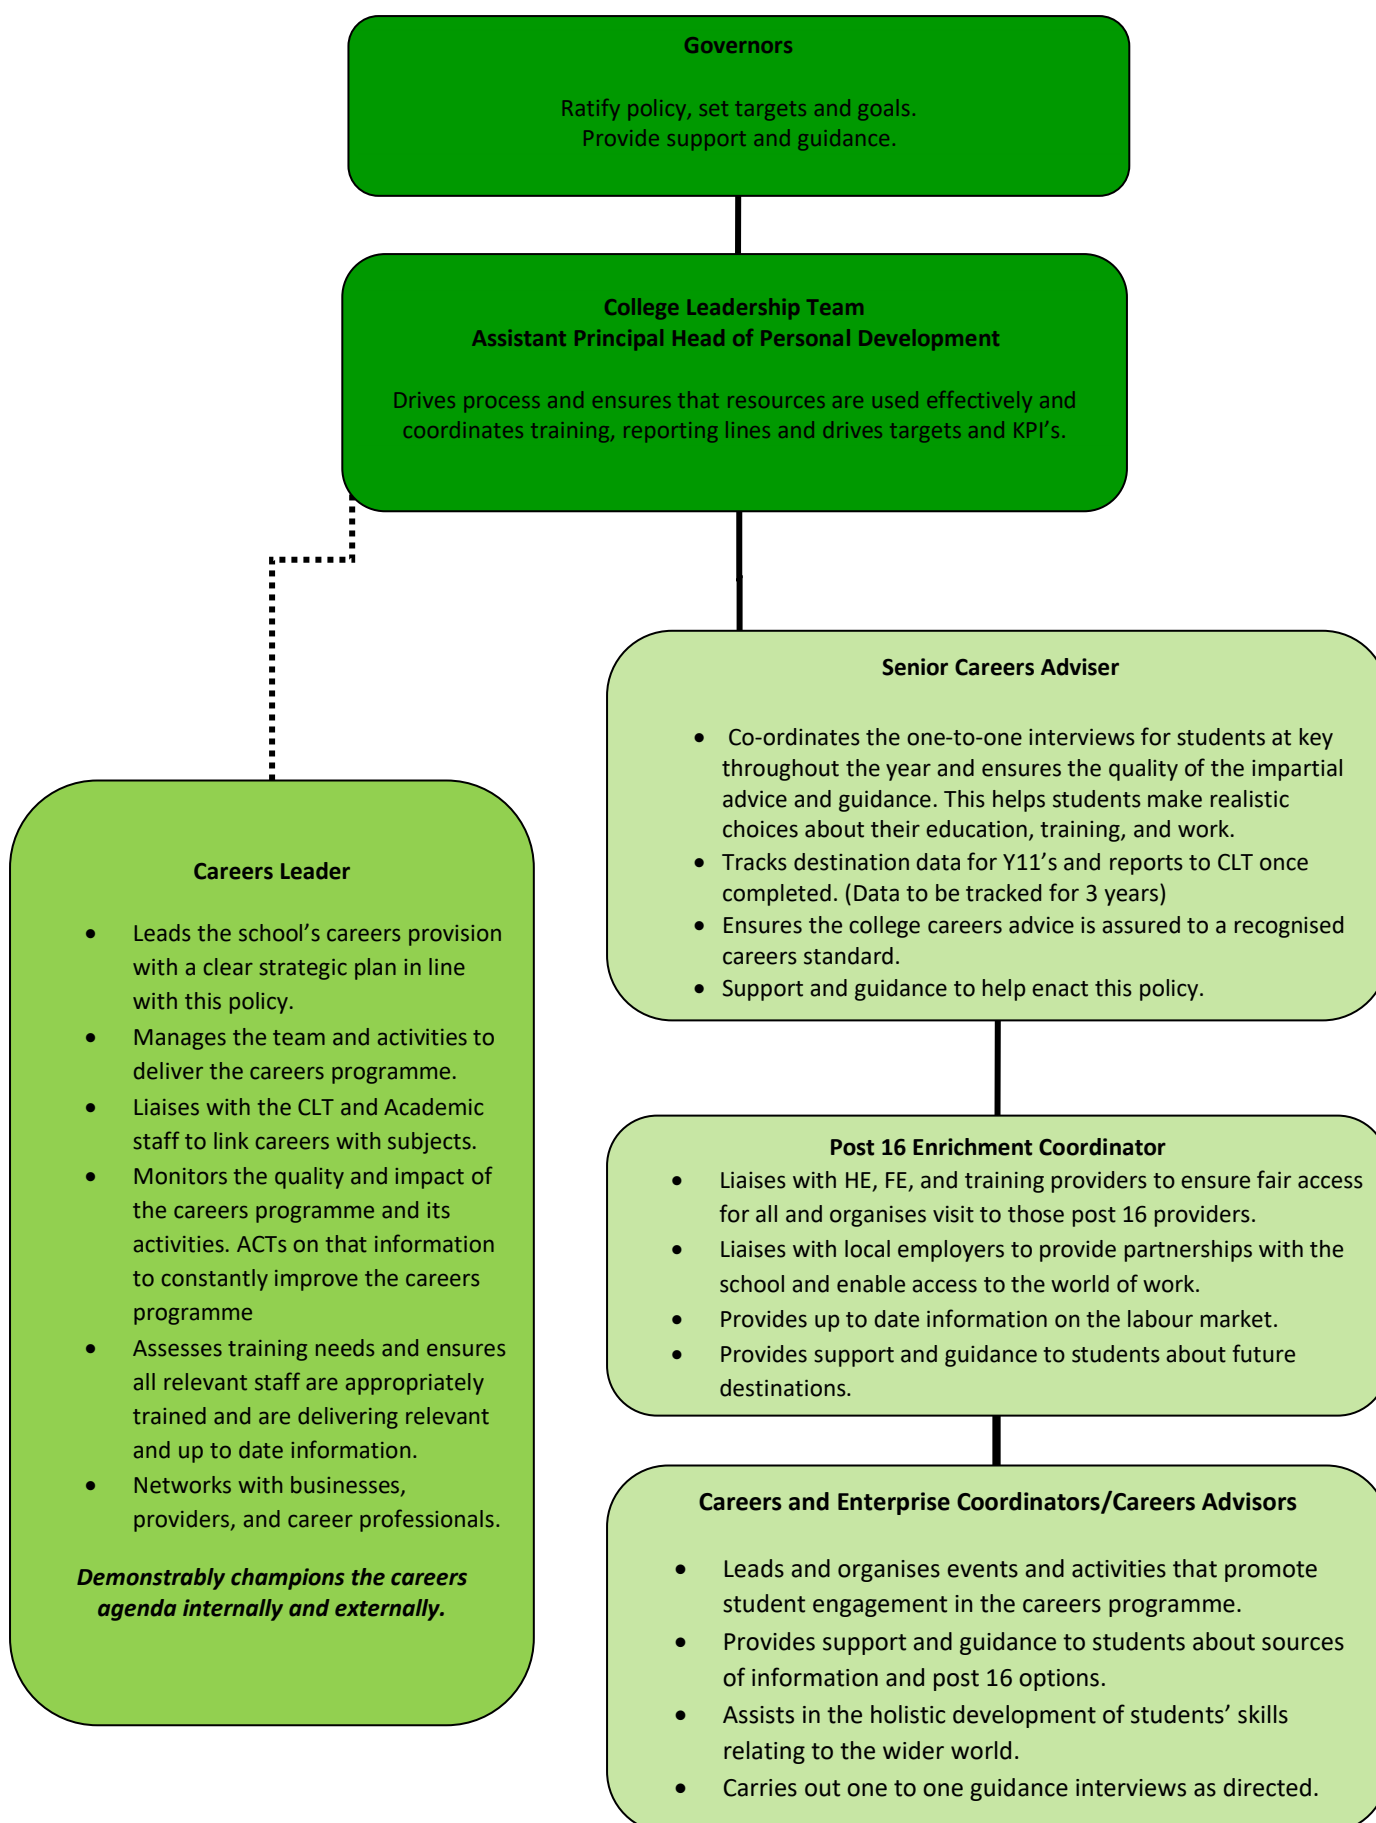 Governors
Ratify policy, set targets and goals.
Provide support and guidance.
College Leadership Team
Assistant Principal Head of Personal Development
Drives process and ensures that resources are used effectively and
coordinates training, reporting lines and drives targets and KPI's.
Careers Leader
• Leads the school's careers provision
with a clear strategic plan in line
with this policy.
• Manages the team and activities to
deliver the careers programme.
• Liaises with the CLT and Academic
staff to link careers with subjects.
• Monitors the quality and impact of
the careers programme and its
activities. ACTs on that information
to constantly improve the careers
programme
• Assesses training needs and ensures
all relevant staff are appropriately
trained and are delivering relevant
and up to date information.
• Networks with businesses,
providers, and career professionals.
Demonstrably champions the careers
agenda internally and externally.
Senior Careers Adviser
• Co-ordinates the one-to-one interviews for students at key
throughout the year and ensures the quality of the impartial
advice and guidance. This helps students make realistic
choices about their education, training, and work.
• Tracks destination data for Y11's and reports to CLT once
completed. (Data to be tracked for 3 years)
• Ensures the college careers advice is assured to a recognised
careers standard.
• Support and guidance to help enact this policy.
Post 16 Enrichment Coordinator
• Liaises with HE, FE, and training providers to ensure fair access
for all and organises visit to those post 16 providers.
• Liaises with local employers to provide partnerships with the
school and enable access to the world of work.
• Provides up to date information on the labour market.
• Provides support and guidance to students about future
destinations.
Careers and Enterprise Coordinators/Careers Advisors
• Leads and organises events and activities that promote
student engagement in the careers programme.
• Provides support and guidance to students about sources
of information and post 16 options.
• Assists in the holistic development of students' skills
relating to the wider world.
• Carries out one to one guidance interviews as directed.